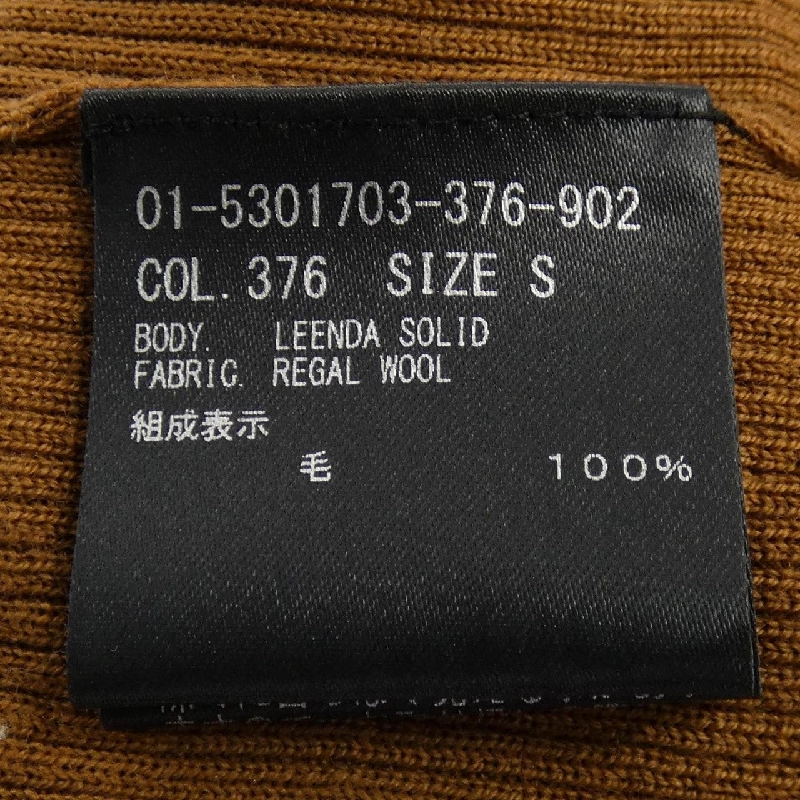 01-5301703-376-902
COL. 376 SIZE S
BODY. LEENDA SOLID
FABRIC. REGAL WOOL
組成表示
毛 100%